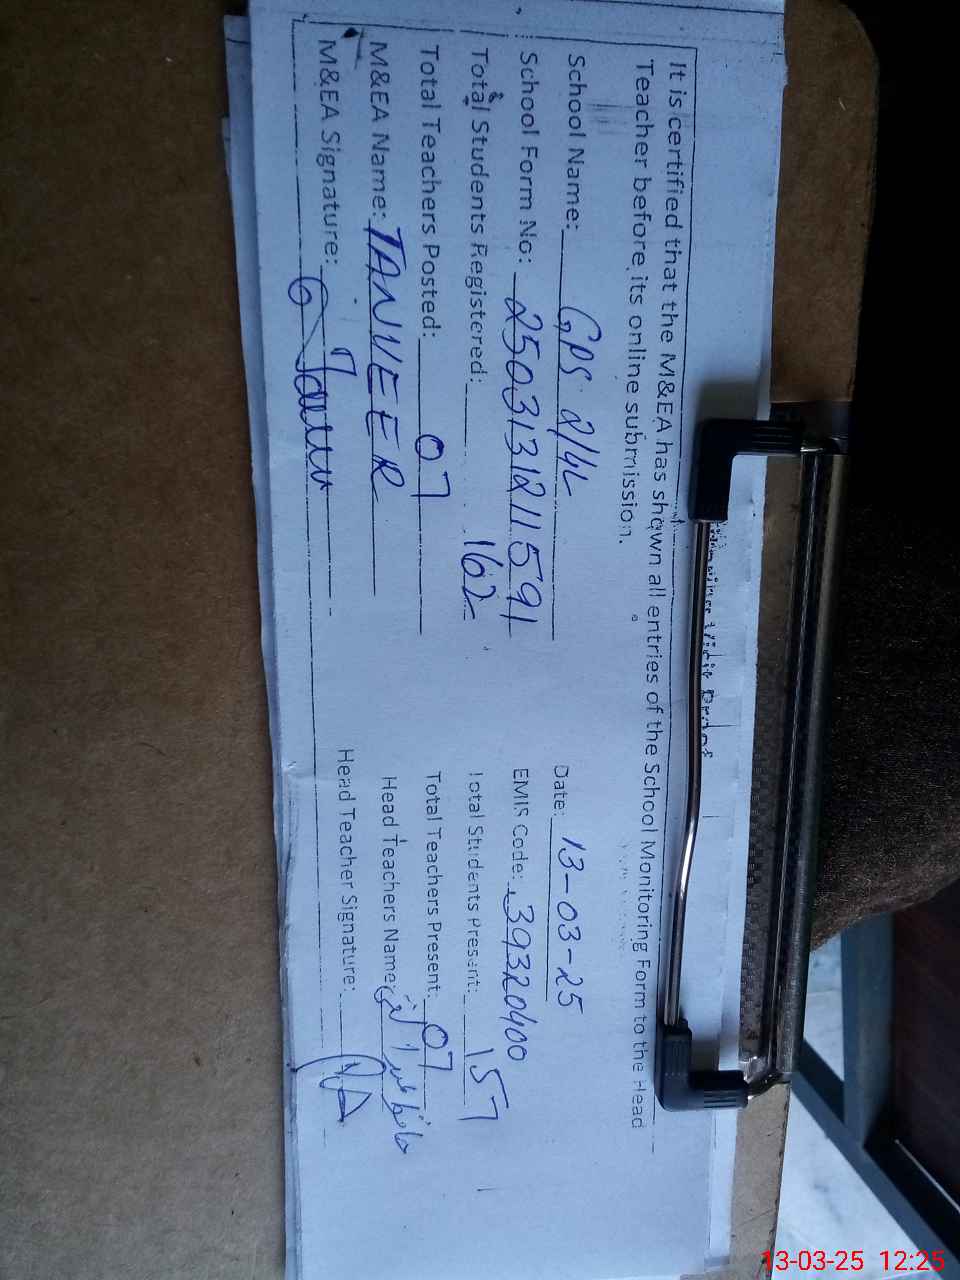 It is certified that the M&EA has shown all entries of the School Monitoring Form to the Head
Teacher before its online submission.
School Name: GPS 2/4L Date: 13-03-25
School Form No: 25031312111591 EMIS Code: 39320400
Total Students Registered: 162 Total Students Present: 157
Total Teachers Posted: 07 Total Teachers Present: 07
M&EA Name: TANVEER Head Teachers Name:
M&EA Signature: Head Teacher Signature:
13-03-25 12:25